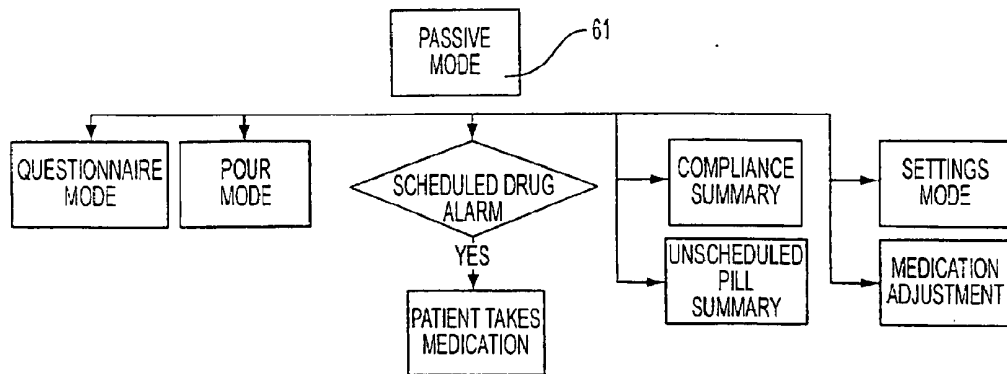 PASSIVE
MODE
61
QUESTIONNAIRE
MODE
POUR
MODE
SCHEDULED DRUG
ALARM
YES
PATIENT TAKES
MEDICATION
COMPLIANCE
SUMMARY
UNSCHEDULED
PILL
SUMMARY
SETTINGS
MODE
MEDICATION
ADJUSTMENT